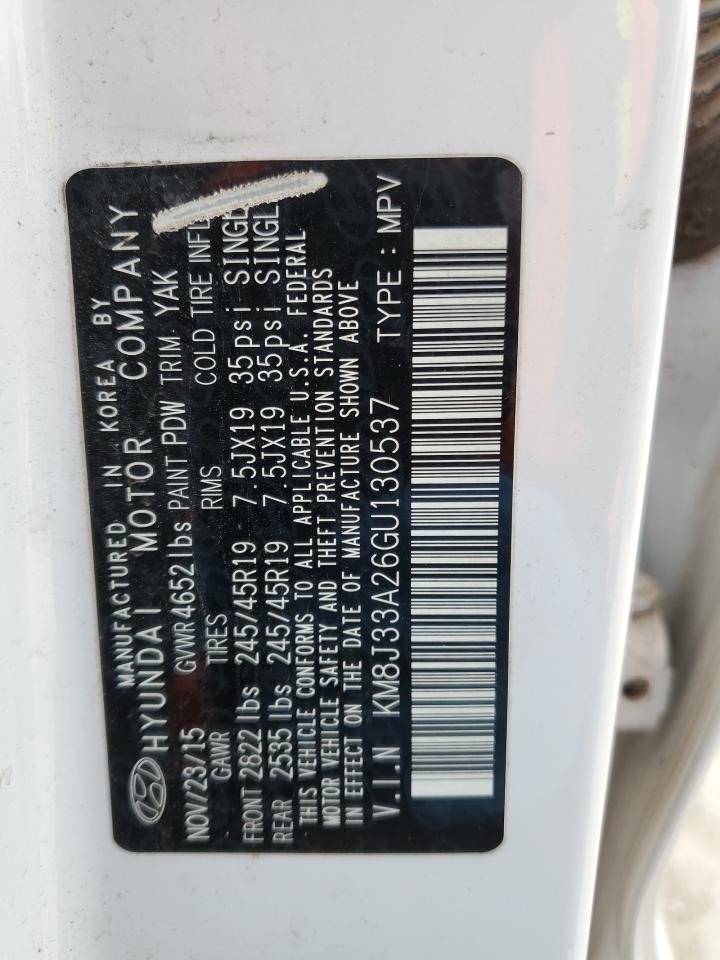 MANUFACTURED IN KOREA BY
HYUNDAI MOTOR COMPANY
NOV/23/15 GVWR 4652 lbs PAINT PDW TRIM YAK
GAWR TIRES RIMS COLD TIRE INFL
FRONT 2822 lbs 245/45R19 7.5JX19 35psi SINGL
REAR 2535 lbs 245/45R19 7.5JX19 35psi SINGL
THIS VEHICLE CONFORMS TO ALL APPLICABLE U.S.A. FEDERAL
MOTOR VEHICLE SAFETY AND THEFT PREVENTION STANDARDS
IN EFFECT ON THE DATE OF MANUFACTURE SHOWN ABOVE
V.I.N KM8J33A26GU130537 TYPE : MPV